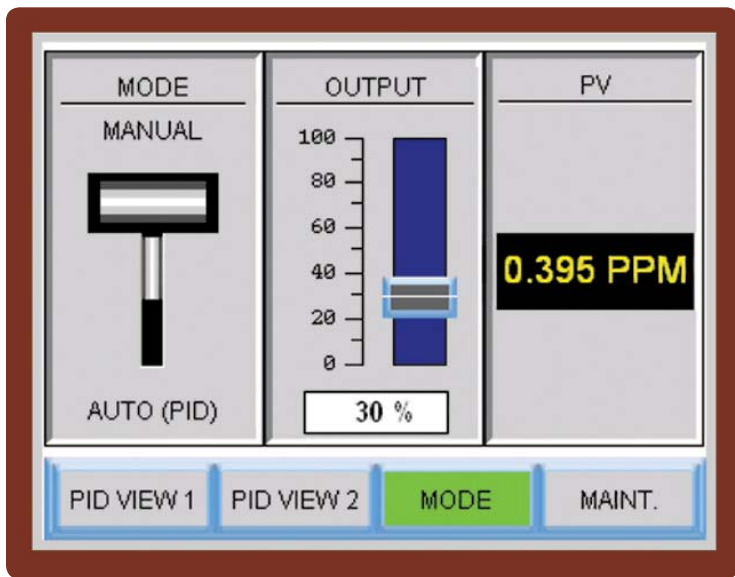 MODE
MANUAL
AUTO (PID)
OUTPUT
100
80
60
40
20
0
30 %
PV
0.395 PPM
PID VIEW 1
PID VIEW 2
MODE
MAINT.